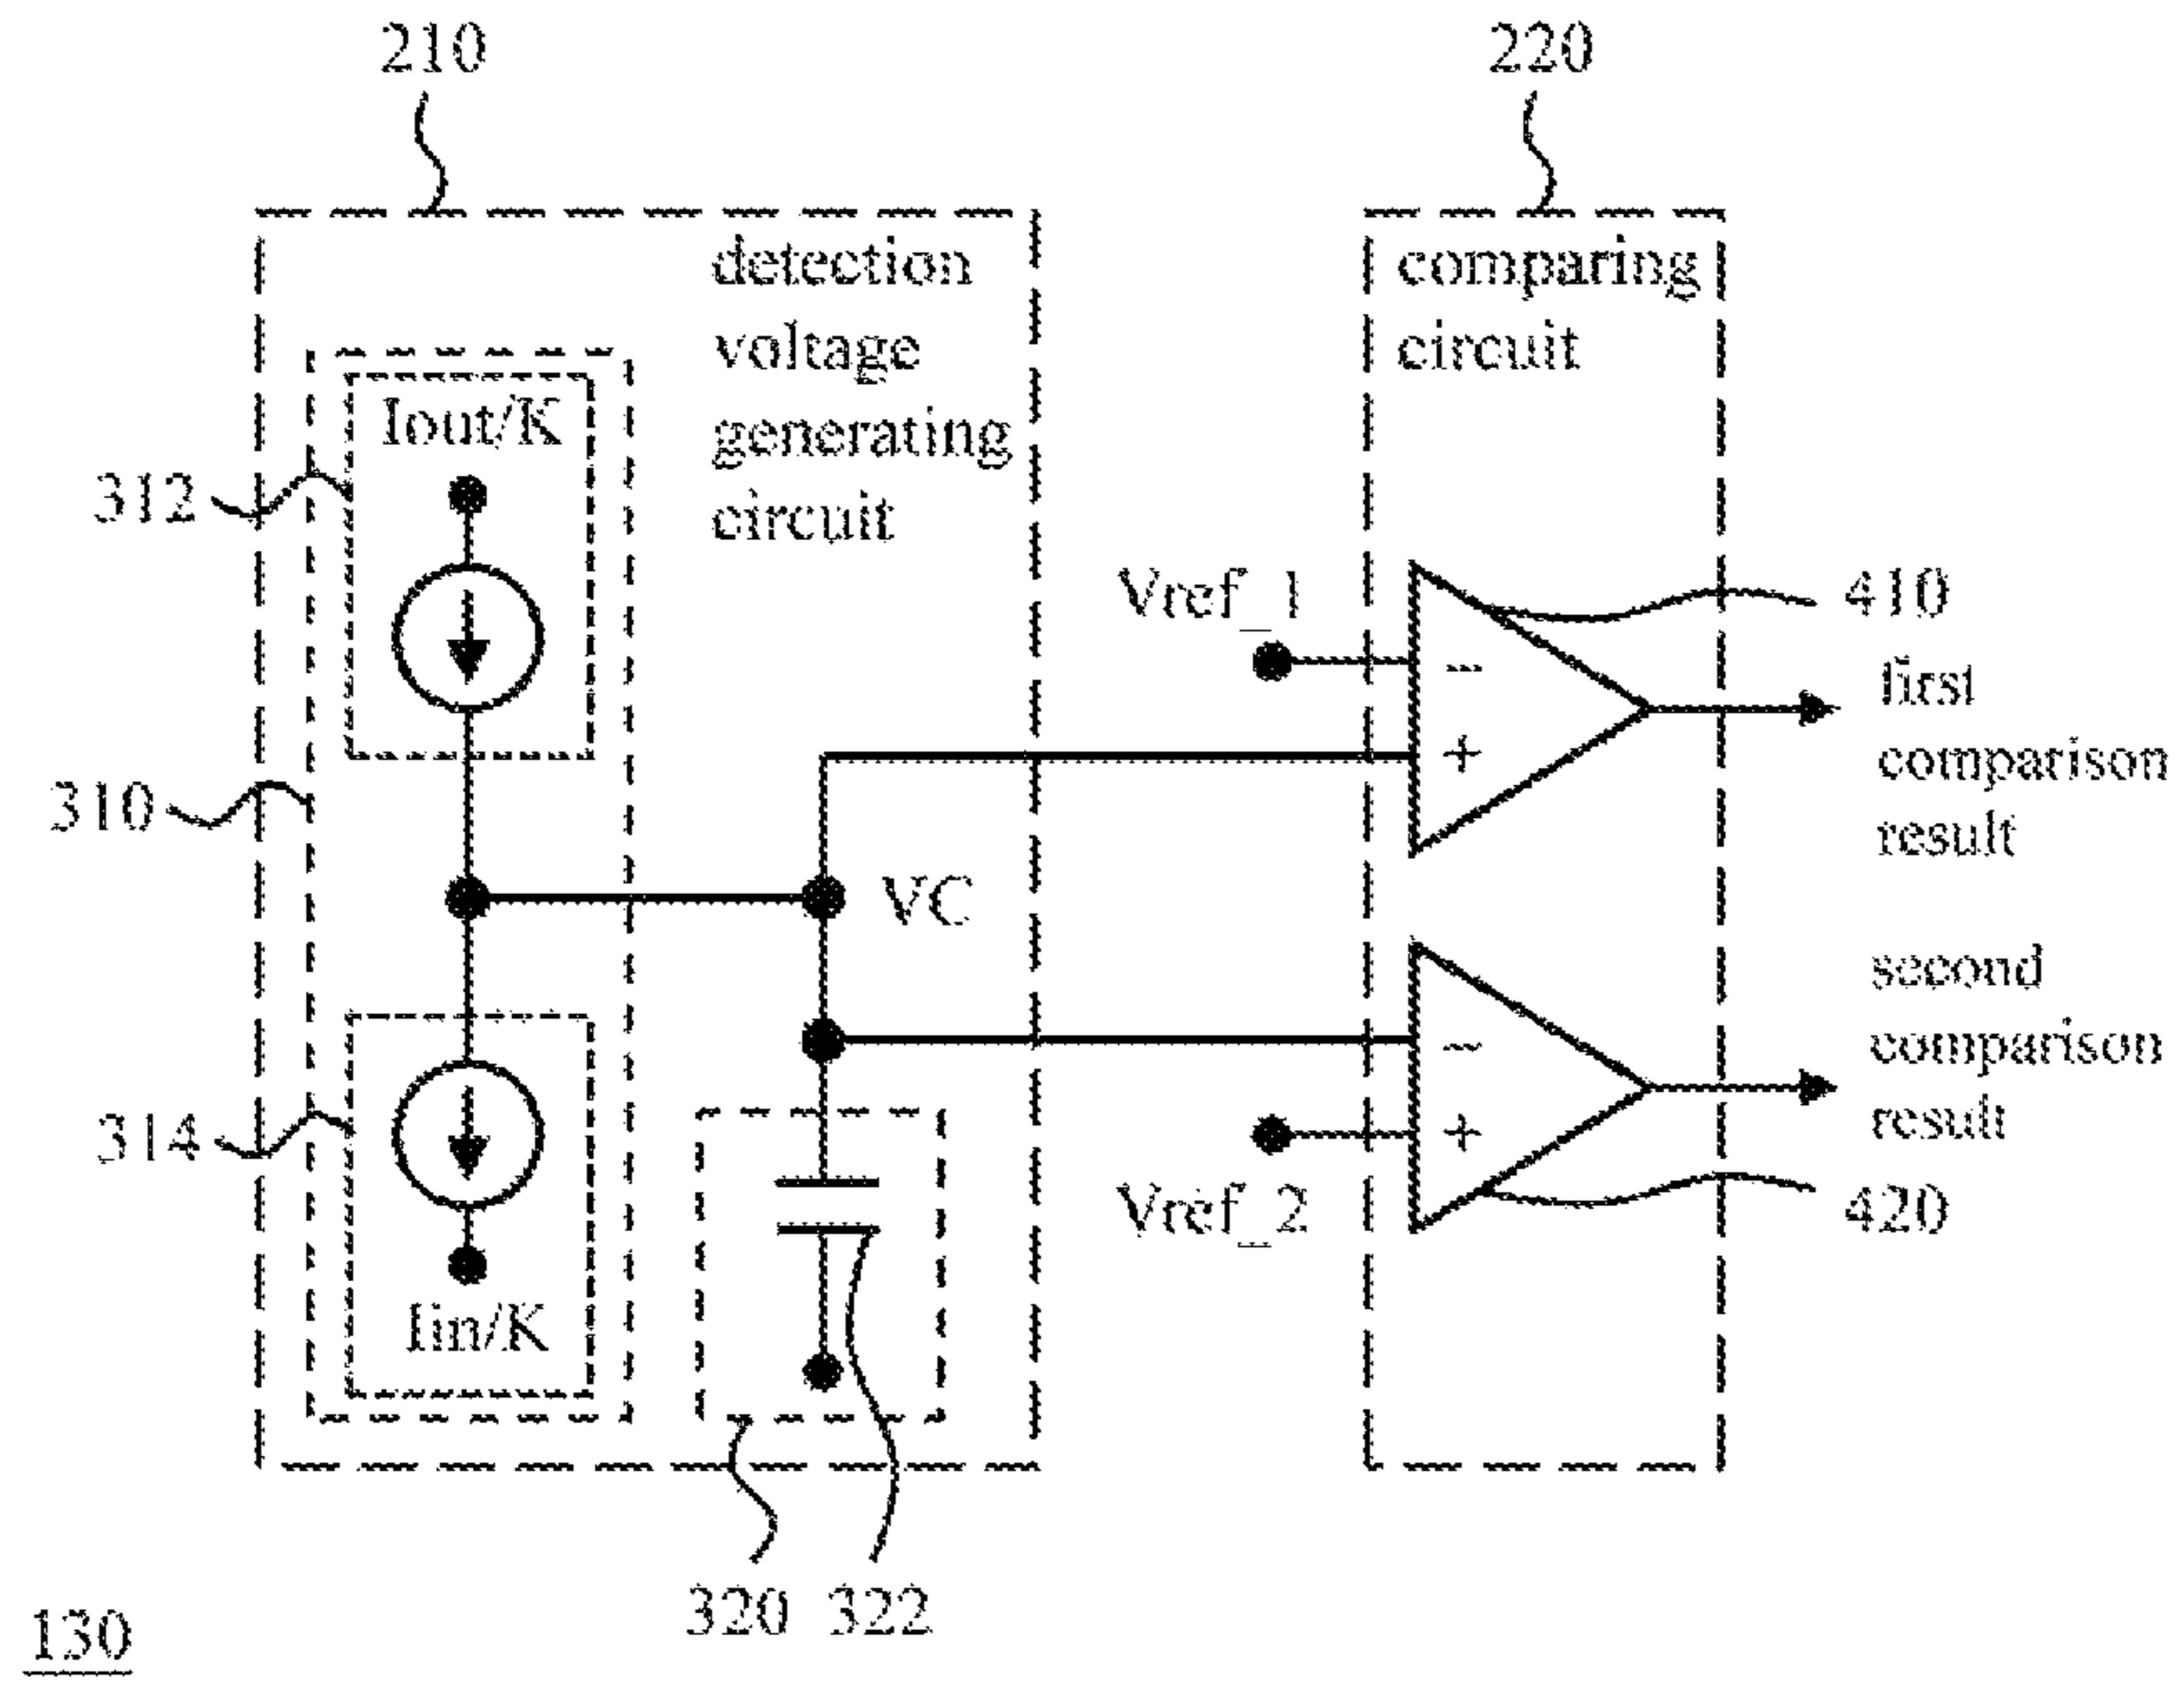 210
220
detection
voltage
generating
circuit
comparing
circuit
Iout/K
312
310
314
Iin/K
VC
Vref_1
-
+
410
first
comparison
result
second
comparison
result
-
+
Vref_2
420
320
322
130